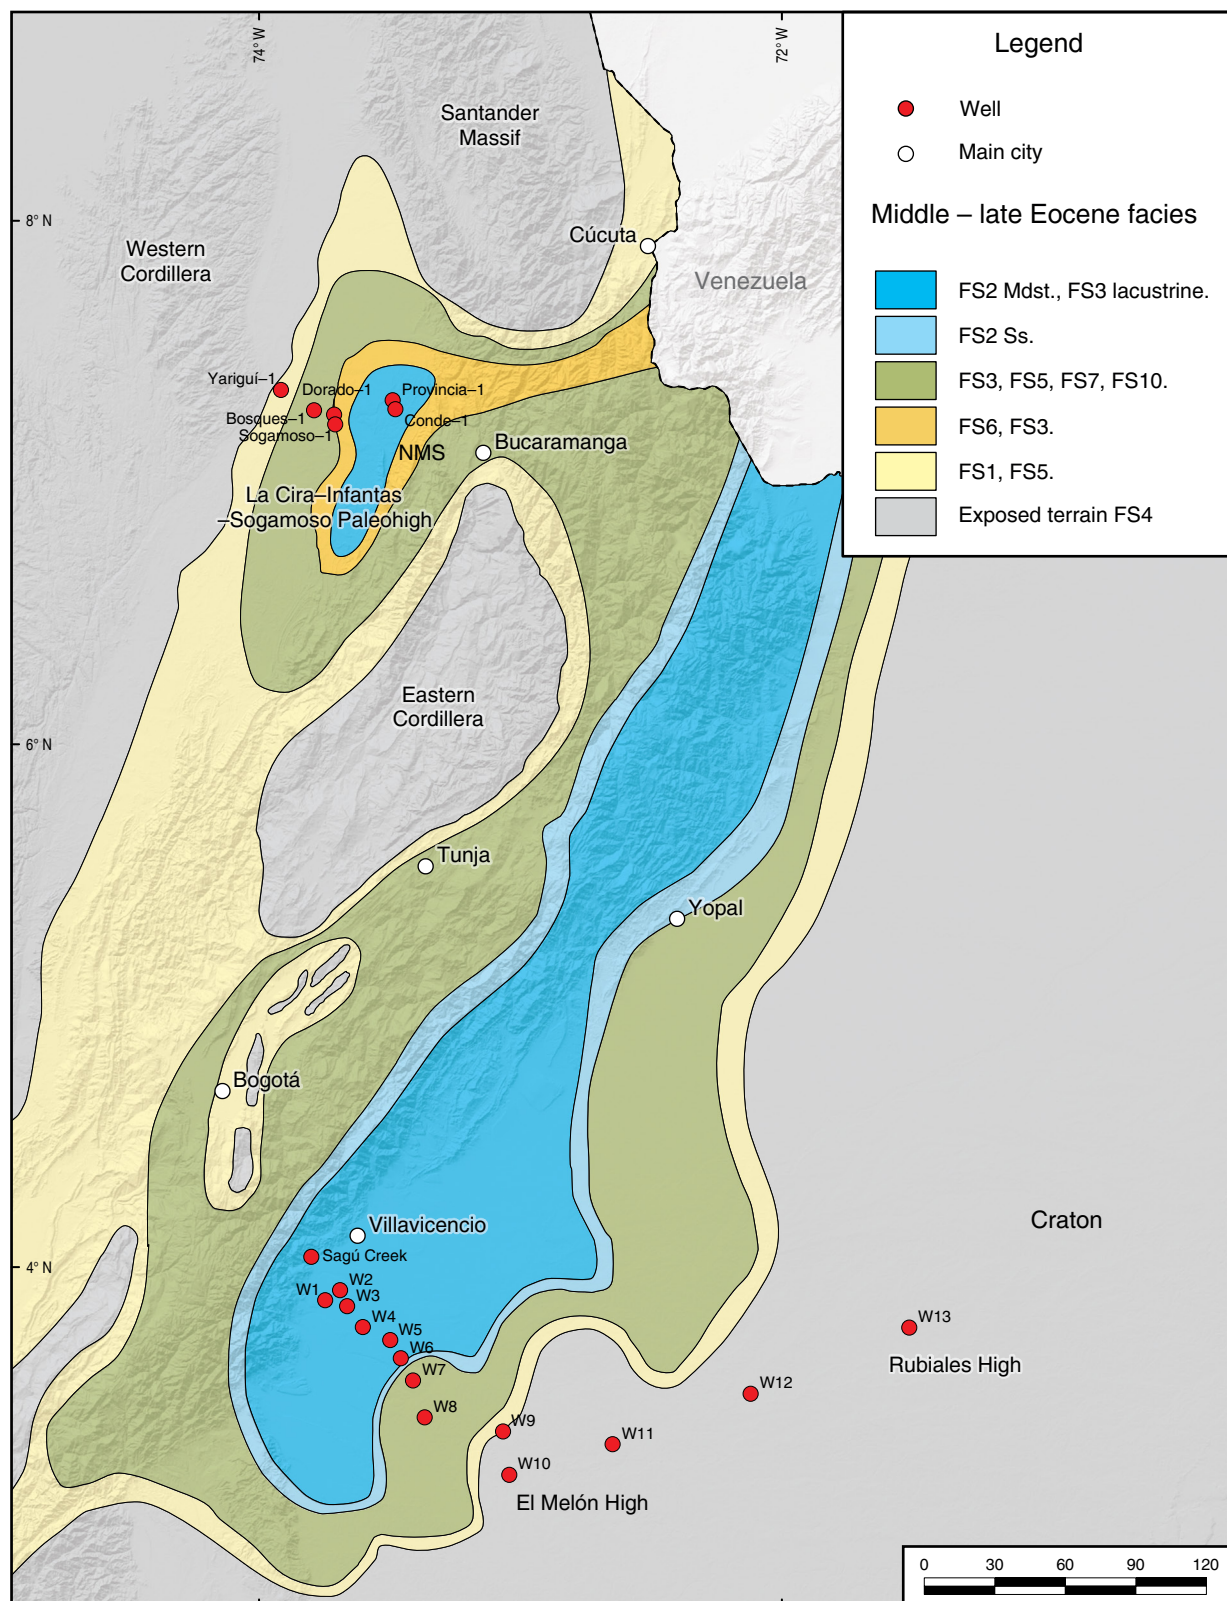 74° W
72° W
Legend
Well
Main city
Middle – late Eocene facies
FS2 Mdst., FS3 lacustrine.
FS2 Ss.
FS3, FS5, FS7, FS10.
FS6, FS3.
FS1, FS5.
Exposed terrain FS4
Santander
Massif
8° N
Cúcuta
Western
Cordillera
Venezuela
Yariguí–1
Dorado–1
Provincia–1
Bosques–1
Conde–1
Sogamoso–1
NMS
Bucaramanga
La Cira–Infantas
–Sogamoso Paleohigh
Eastern
Cordillera
6° N
Tunja
Yopal
Bogotá
Craton
Villavicencio
Sagú Creek
4° N
W2
W1
W3
W4
W5
W6
W7
W8
W9
W10
W11
W12
W13
Rubiales High
El Melón High
0 30 60 90 120